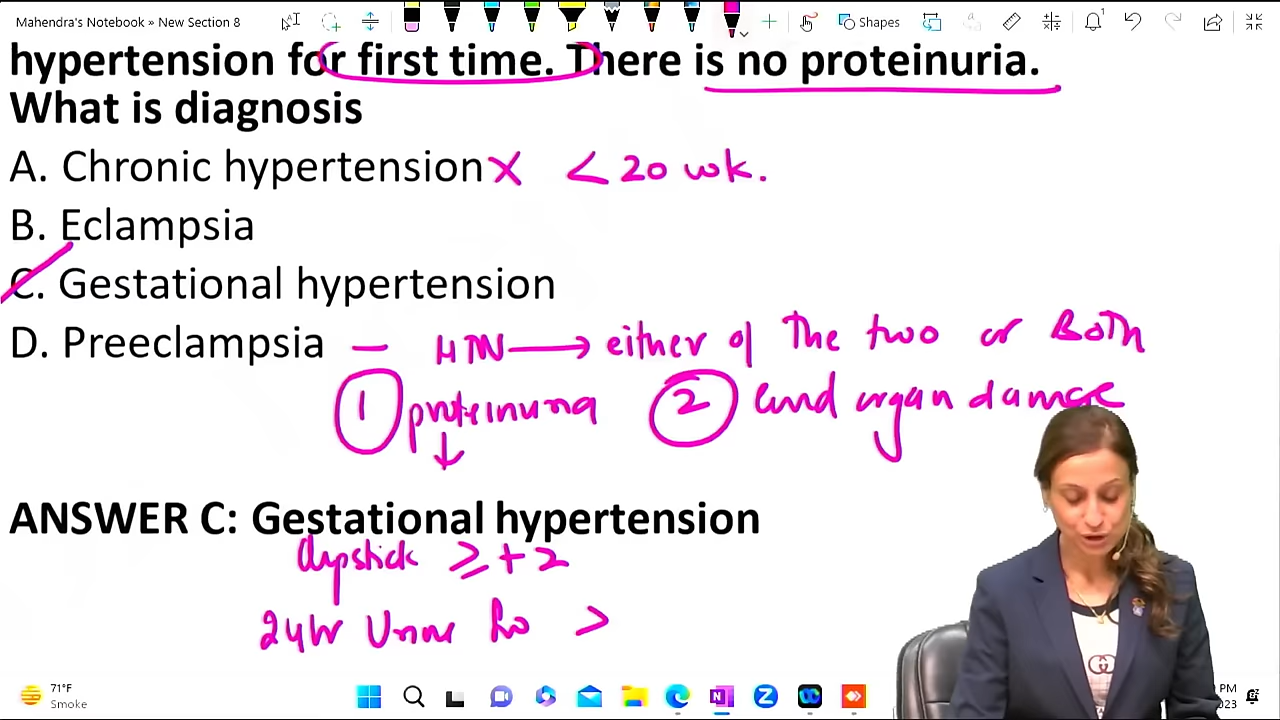 Mahendra's Notebook » New Section 8
Shapes
hypertension for first time. There is no proteinuria.
What is diagnosis
A. Chronic hypertension X < 20 wk.
B. Eclampsia
C. Gestational hypertension
D. Preeclampsia — HTN → either of the two or Both
1 proteinuria 2 end organ damage
ANSWER C: Gestational hypertension
dipstick ≥ +2
24hr Urine >
71°F
Smoke
PM